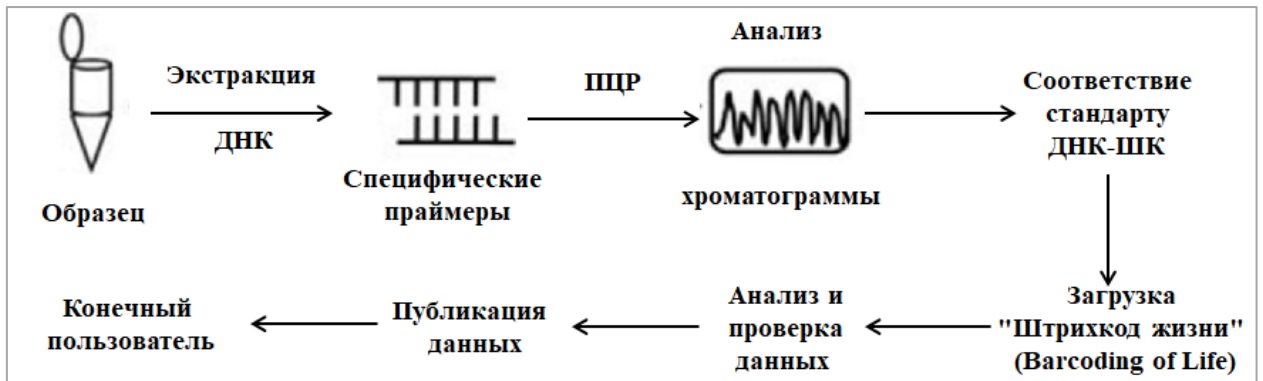 Образец
Экстракция
ДНК
Специфические
праймеры
ПЦР
Анализ
хроматограммы
Соответствие
стандарту
ДНК-ШК
Загрузка
"Штрихкод жизни"
(Barcoding of Life)
Анализ и
проверка
данных
Публикация
данных
Конечный
пользователь